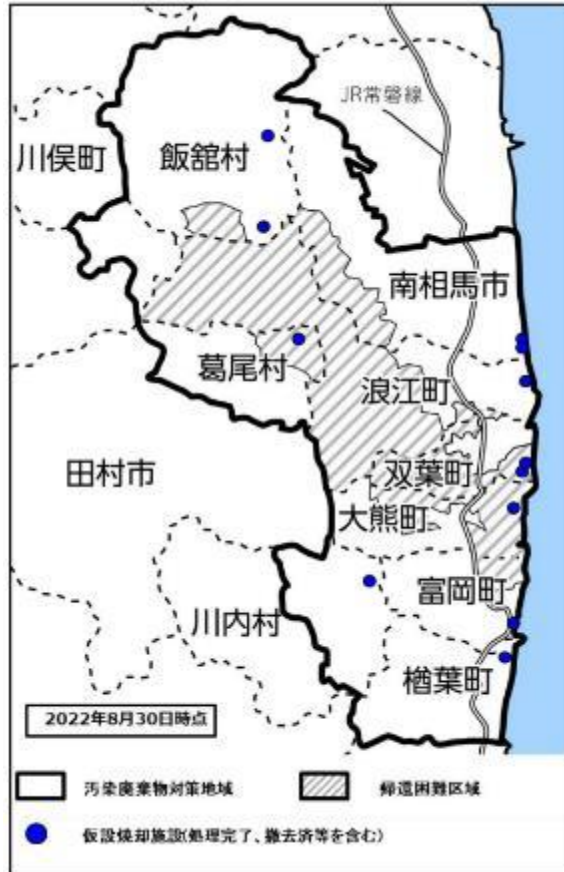 JR常磐線
川俣町
飯舘村
南相馬市
葛尾村
浪江町
田村市
双葉町
大熊町
富岡町
川内村
楢葉町
2022年8月30日時点
汚染廃棄物対策地域
帰還困難区域
仮設焼却施設(処理完了、撤去済等を含む)